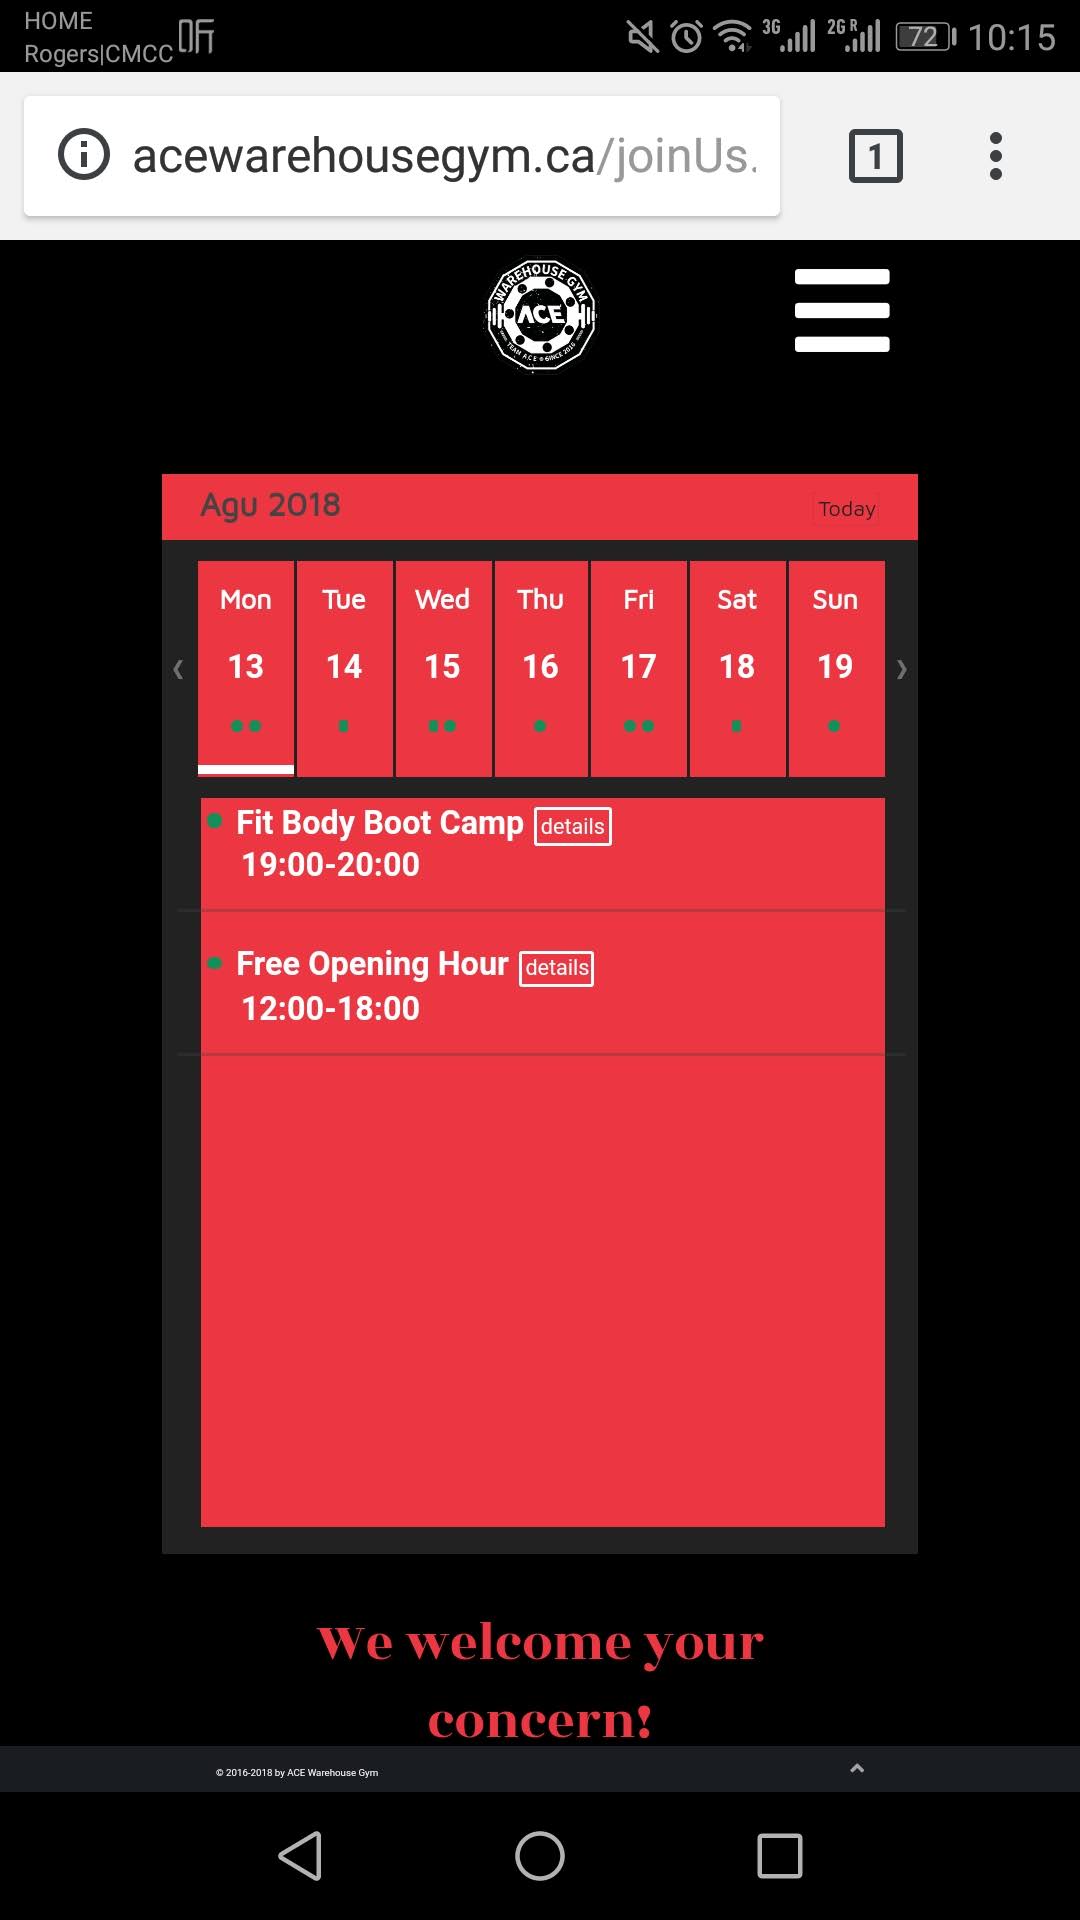 HOME
Rogers|CMCC
3G
2G R
72
10:15
acewarehousegym.ca/joinUs.
1
WAREHOUSE GYM
ACE
TEAM ACE SINCE 2016
Agu 2018
Today
Mon Tue Wed Thu Fri Sat Sun
‹ 13 14 15 16 17 18 19 ›
Fit Body Boot Camp details
19:00-20:00
Free Opening Hour details
12:00-18:00
We welcome your
concern!
© 2016-2018 by ACE Warehouse Gym